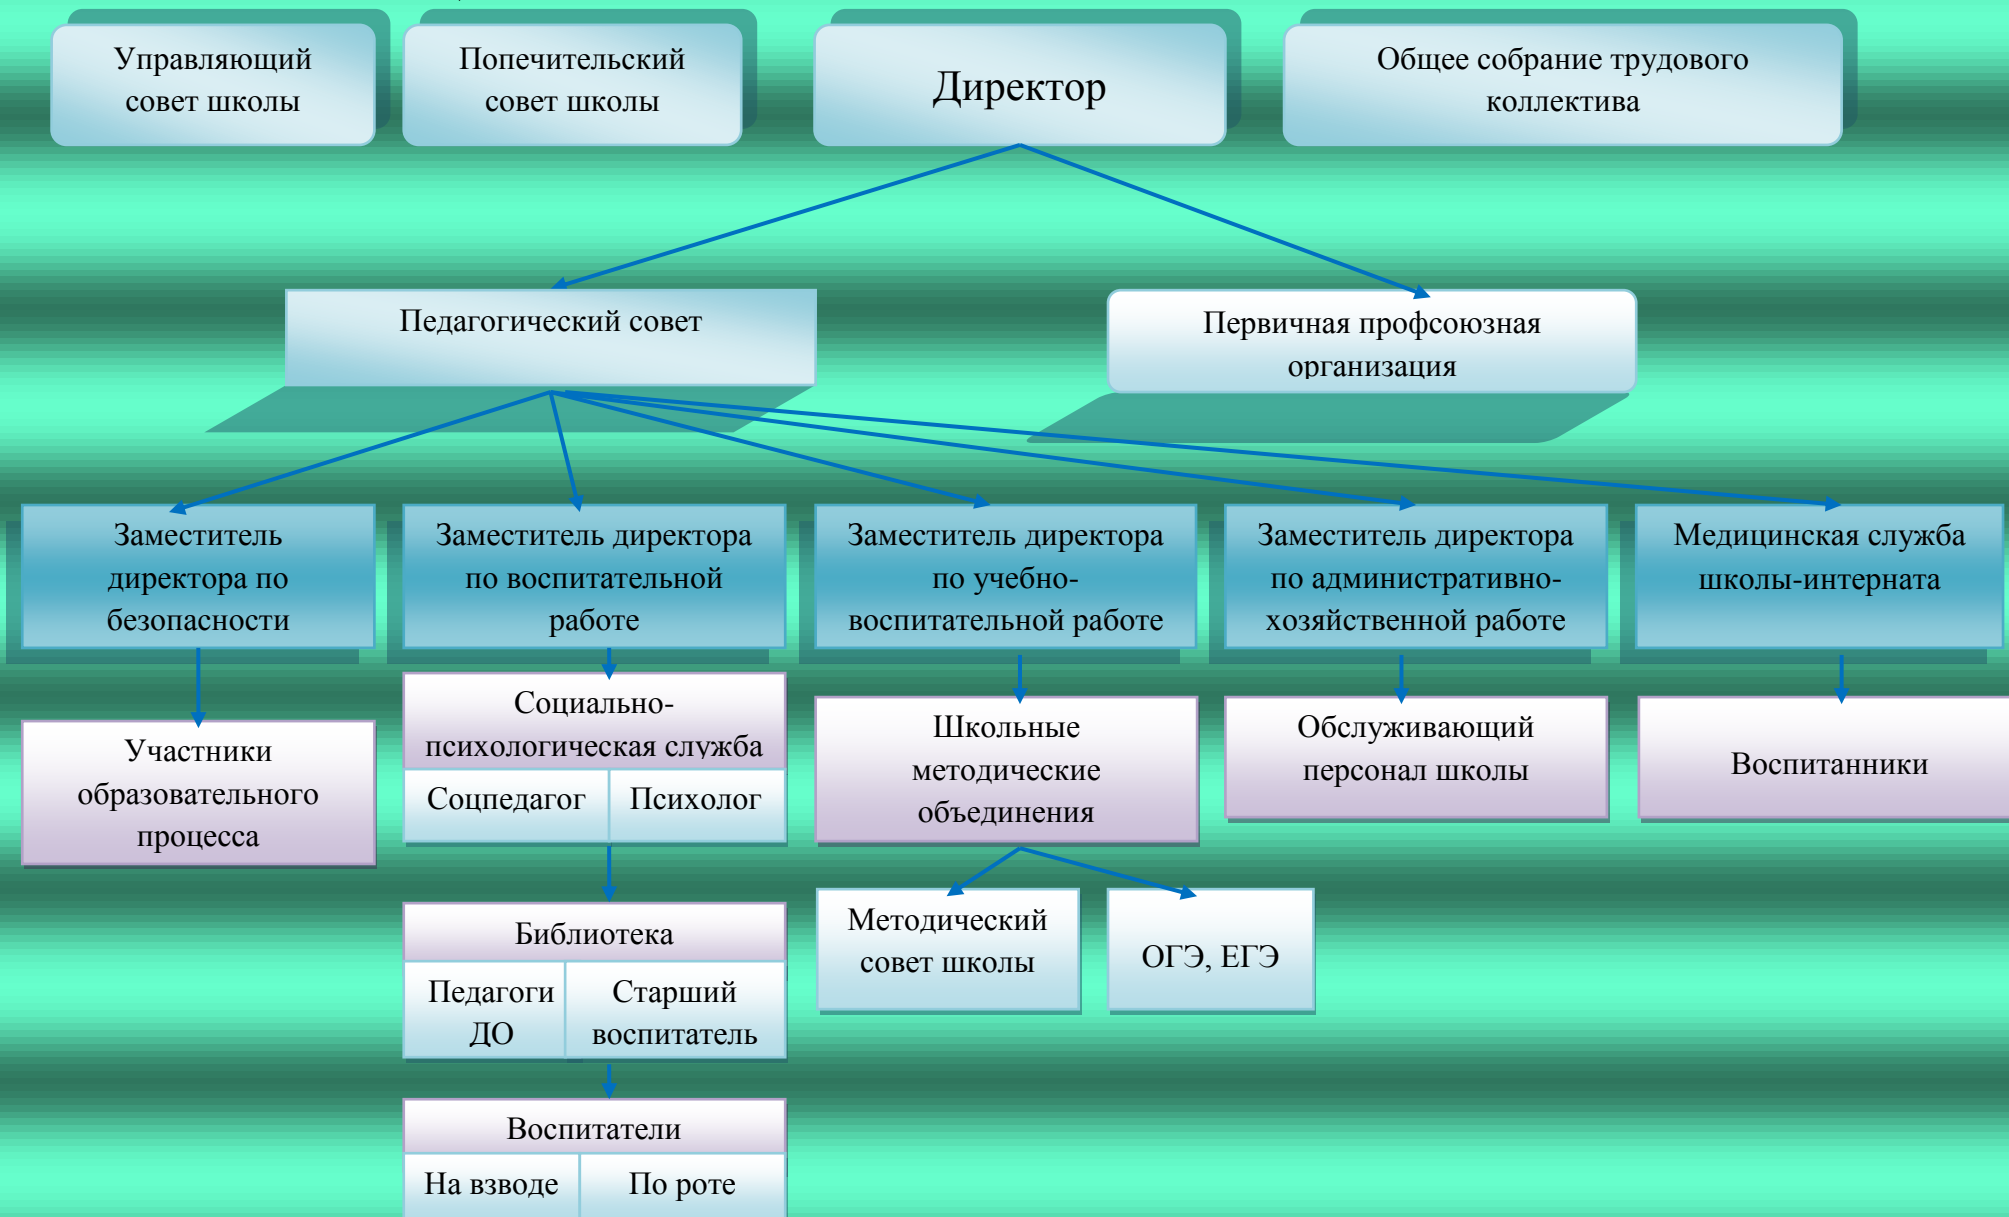 Управляющий
совет школы
Попечительский
совет школы
Директор
Общее собрание трудового
коллектива
Педагогический совет
Первичная профсоюзная
организация
Заместитель
директора по
безопасности
Заместитель директора
по воспитательной
работе
Заместитель директора
по учебно-
воспитательной работе
Заместитель директора
по административно-
хозяйственной работе
Медицинская служба
школы-интерната
Участники
образовательного
процесса
Социально-
психологическая служба
Соцпедагог
Психолог
Школьные
методические
объединения
Обслуживающий
персонал школы
Воспитанники
Библиотека
Педагоги
ДО
Старший
воспитатель
Методический
совет школы
ОГЭ, ЕГЭ
Воспитатели
На взводе
По роте